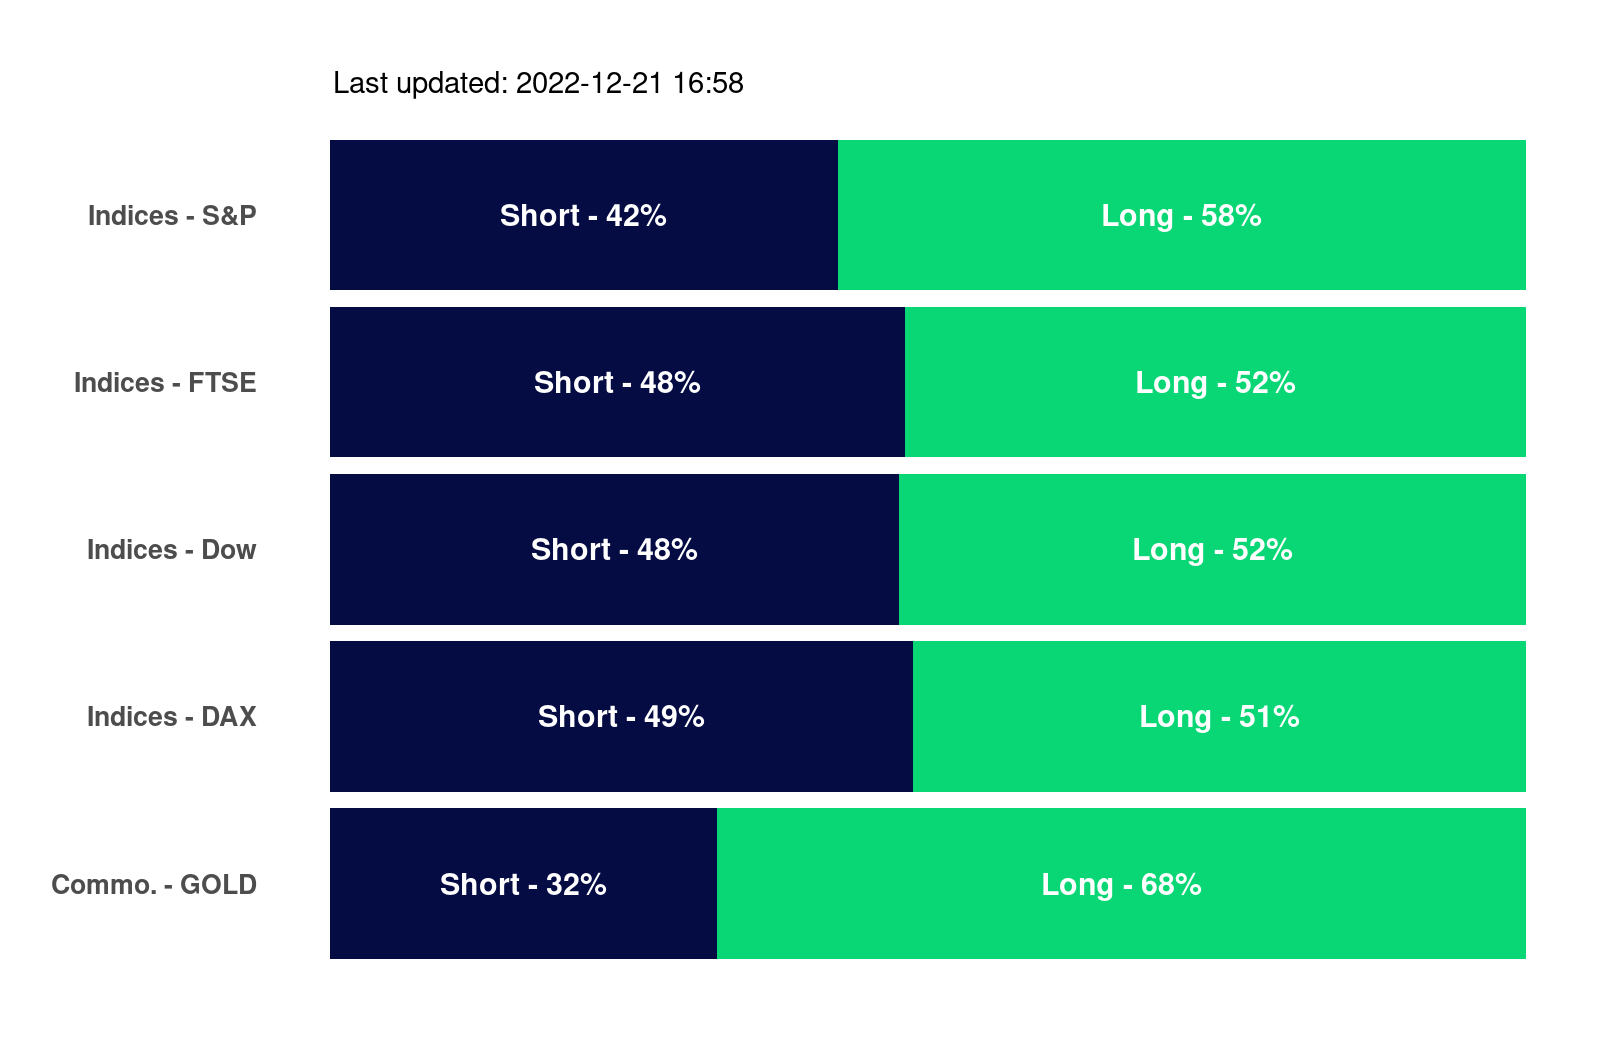 Last updated: 2022-12-21 16:58
Indices - S&P Short - 42% Long - 58%
Indices - FTSE Short - 48% Long - 52%
Indices - Dow Short - 48% Long - 52%
Indices - DAX Short - 49% Long - 51%
Commo. - GOLD Short - 32% Long - 68%